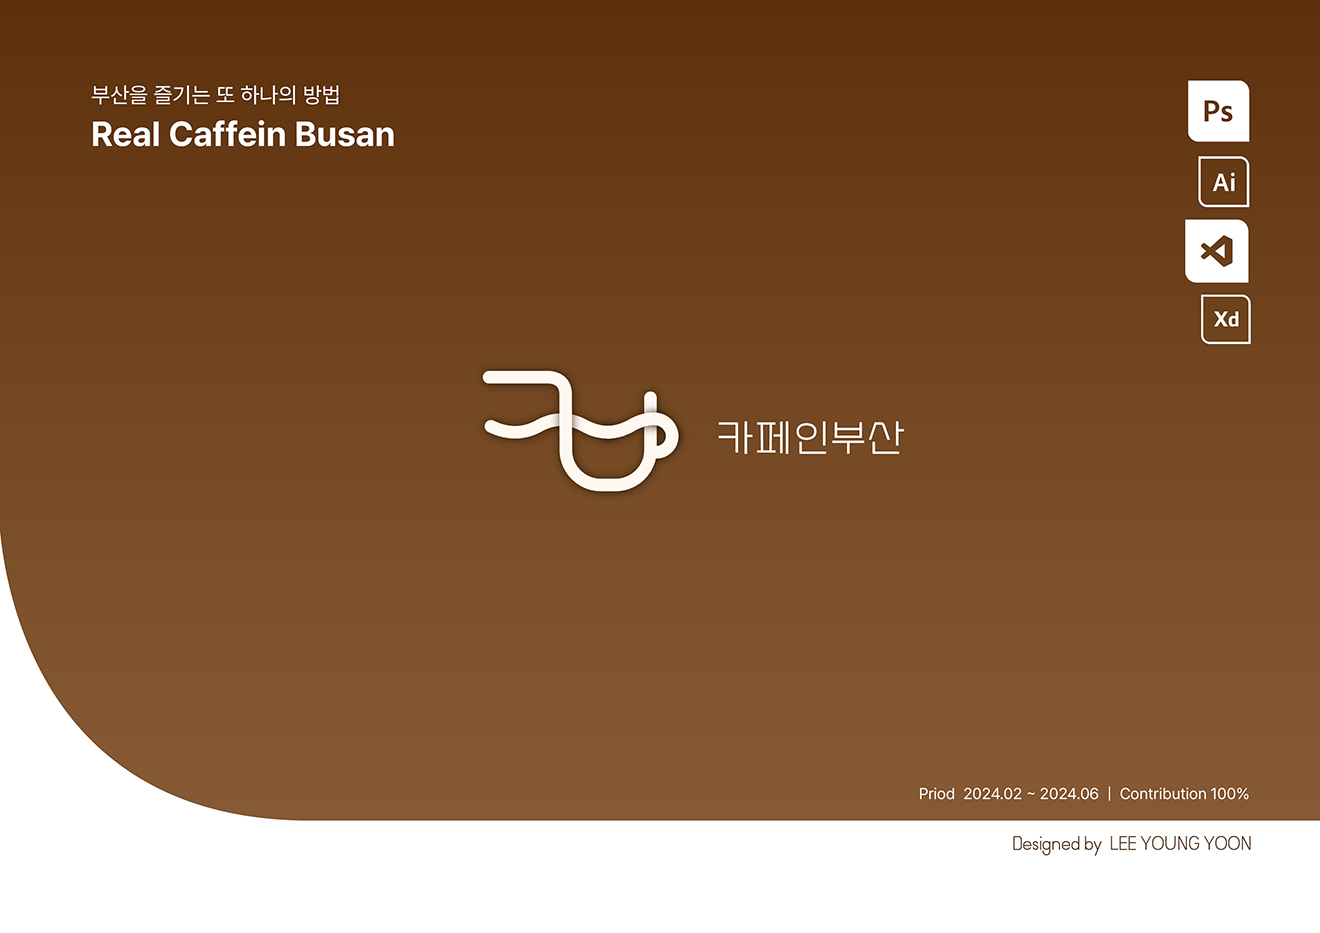 부산을 즐기는 또 하나의 방법
Real Caffein Busan
Ps
Ai
Xd
카페인부산
Priod 2024.02 ~ 2024.06 | Contribution 100%
Designed by LEE YOUNG YOON